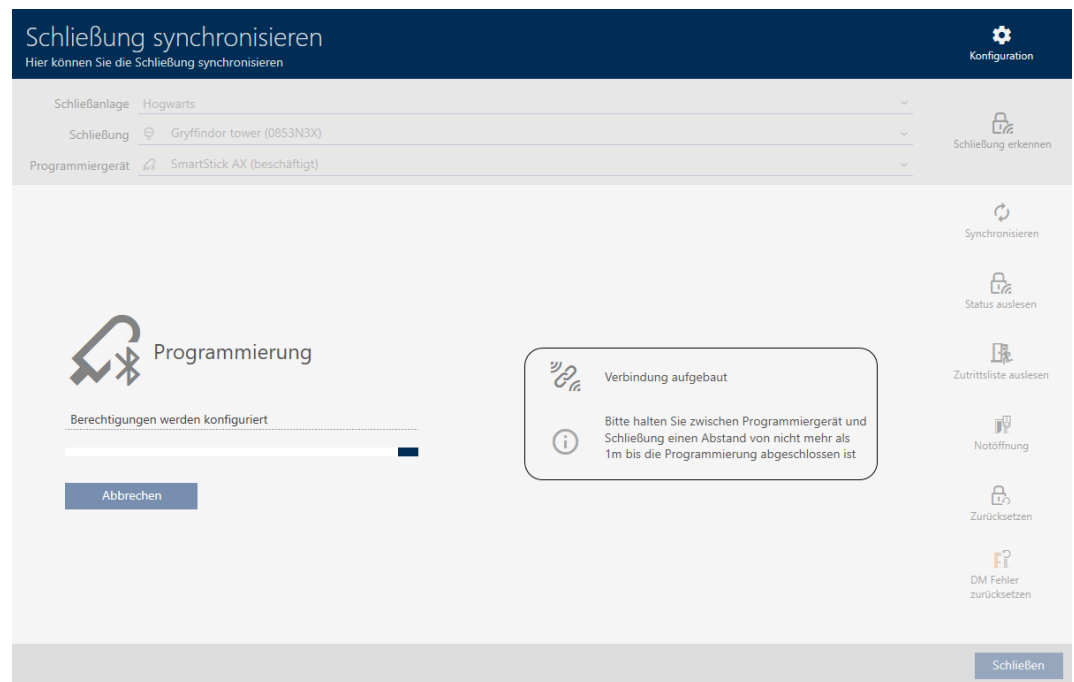 Schließung synchronisieren
Hier können Sie die Schließung synchronisieren
Konfiguration
Schließanlage Hogwarts
Schließung Gryffindor tower (0853N3X)
Programmiergerät SmartStick AX (beschäftigt)
Schließung erkennen
Synchronisieren
Status auslesen
Zutrittsliste auslesen
Notöffnung
Zurücksetzen
DM Fehler
zurücksetzen
Programmierung
Berechtigungen werden konfiguriert
Abbrechen
Verbindung aufgebaut
Bitte halten Sie zwischen Programmiergerät und
Schließung einen Abstand von nicht mehr als
1m bis die Programmierung abgeschlossen ist
Schließen